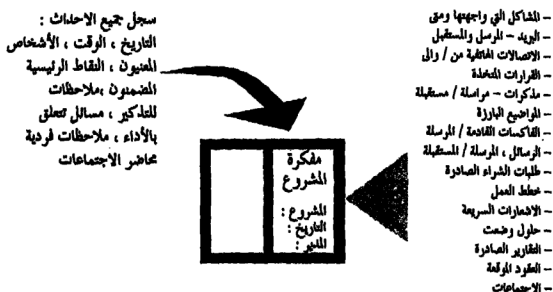 سجل جميع الاحداث :
التاريخ ، الوقت ، الأشخاص
المعنيون ، النقاط الرئيسية
المضمنون ،ملاحظات
للتذكير ، مسائل تتعلق
بالأداء ، ملاحظات فردية
محاضر الاجتماعات
مفكرة
المشروع
المشروع :
التاريخ :
المدير :
– المشاكل التي واجهتها ومتى
– البريد – المرسل والمستقبل
– الاتصالات الهاتفية من / والى
– القرارات المتخذة
– مذكرات – مراسلة / مستقبلة
– المواضيع البارزة
– الفاكسات القادمة / المرسلة
– الرسائل ، المرسلة / المستقبلة
– طلبات الشراء الصادرة
– خطط العمل
– الاشعارات السريعة
– حلول وضعت
– التقارير الصادرة
– العقود الموقعة
– الاجتماعات